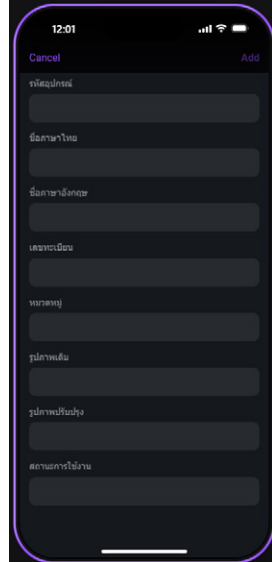 12:01
Cancel
Add
รหัสอุปกรณ์
ชื่อภาษาไทย
ชื่อภาษาอังกฤษ
เลขทะเบียน
หมวดหมู่
รูปภาพเดิม
รูปภาพปรับปรุง
สถานะการใช้งาน